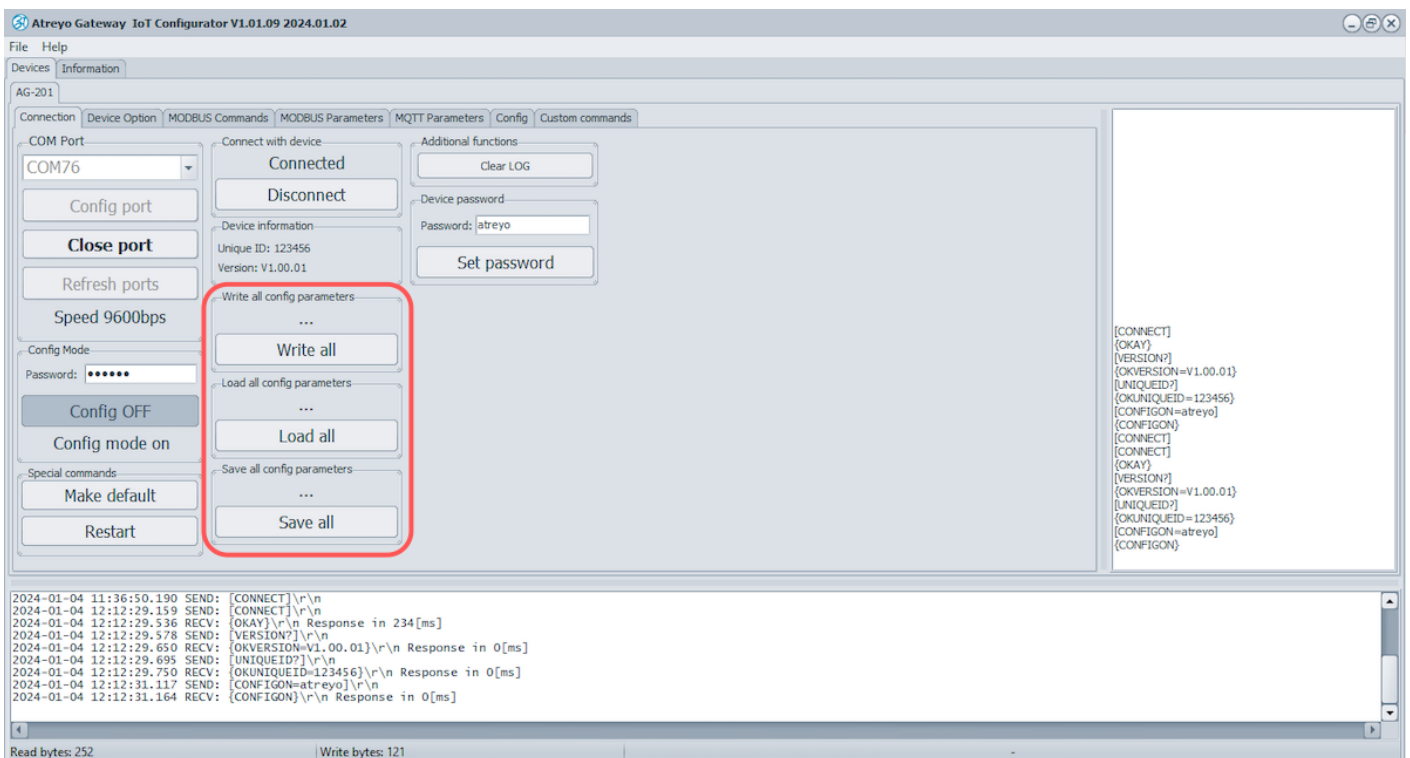 Atreyo Gateway IoT Configurator V1.01.09 2024.01.02
File Help
Devices Information
AG-201
Connection Device Option MODBUS Commands MODBUS Parameters MQTT Parameters Config Custom commands
COM Port
COM76
Config port
Close port
Refresh ports
Speed 9600bps
Config Mode
Password: ••••••
Config OFF
Config mode on
Special commands
Make default
Restart
Connect with device
Connected
Disconnect
Device information
Unique ID: 123456
Version: V1.00.01
Write all config parameters
...
Write all
Load all config parameters
...
Load all
Save all config parameters
...
Save all
Additional functions
Clear LOG
Device password
Password: atreyo
Set password
[CONNECT]
{OKAY}
[VERSION?]
{OKVERSION=V1.00.01}
[UNIQUEID?]
{OKUNIQUEID=123456}
[CONFIGON=atreyo]
{CONFIGON}
[CONNECT]
[CONNECT]
{OKAY}
[VERSION?]
{OKVERSION=V1.00.01}
[UNIQUEID?]
{OKUNIQUEID=123456}
[CONFIGON=atreyo]
{CONFIGON}
2024-01-04 11:36:50.190 SEND: [CONNECT]\r\n
2024-01-04 12:12:29.159 SEND: [CONNECT]\r\n
2024-01-04 12:12:29.536 RECV: {OKAY}\r\n Response in 234[ms]
2024-01-04 12:12:29.578 SEND: [VERSION?]\r\n
2024-01-04 12:12:29.650 RECV: {OKVERSION=V1.00.01}\r\n Response in 0[ms]
2024-01-04 12:12:29.695 SEND: [UNIQUEID?]\r\n
2024-01-04 12:12:29.750 RECV: {OKUNIQUEID=123456}\r\n Response in 0[ms]
2024-01-04 12:12:31.117 SEND: [CONFIGON=atreyo]\r\n
2024-01-04 12:12:31.164 RECV: {CONFIGON}\r\n Response in 0[ms]
Read bytes: 252 Write bytes: 121 -